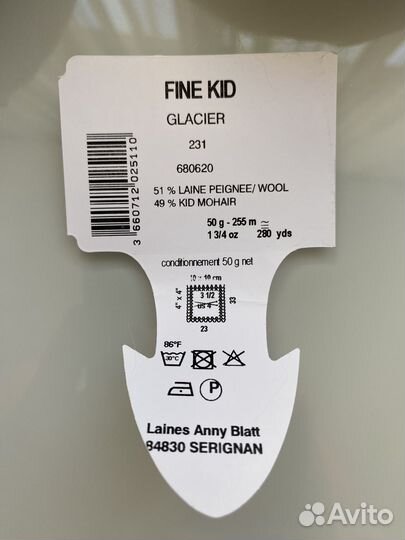 FINE KID
GLACIER
231
680620
51 % LAINE PEIGNEE/ WOOL
49 % KID MOHAIR
50 g - 255 m ≅
1 3/4 oz 280 yds
3 660712 025110
conditionnement 50 g net
10 x 10 cm
4" x 4"
3 1/2
US 4
33
23
86°F
30°C
P
Laines Anny Blatt
84830 SERIGNAN
Avito